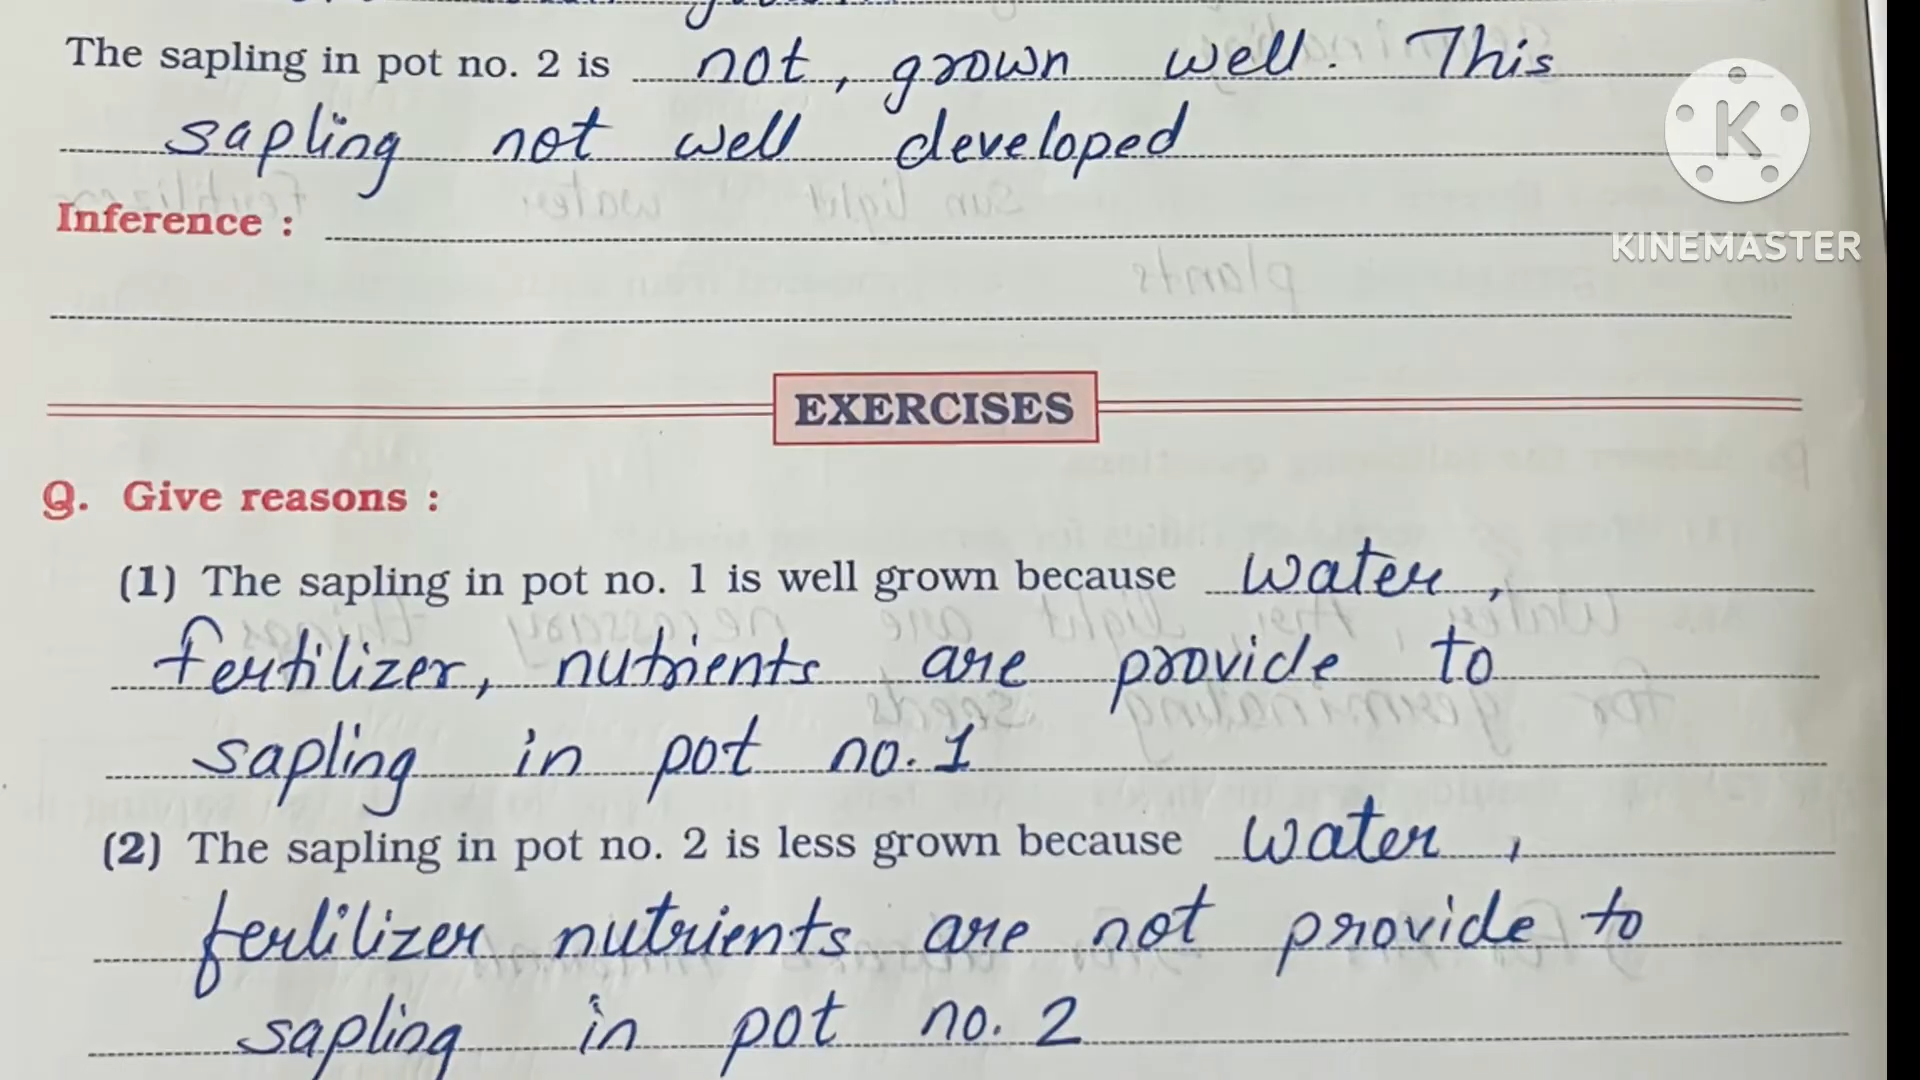 The sapling in pot no. 2 is not, grown well. This
sapling not well developed
Inference :
EXERCISES
Q. Give reasons :
(1) The sapling in pot no. 1 is well grown because water,
fertilizer, nutrients are provide to
sapling in pot no. 1
(2) The sapling in pot no. 2 is less grown because water,
ferlilizer nutrients are not provide to
sapling in pot no. 2
K
KINEMASTER